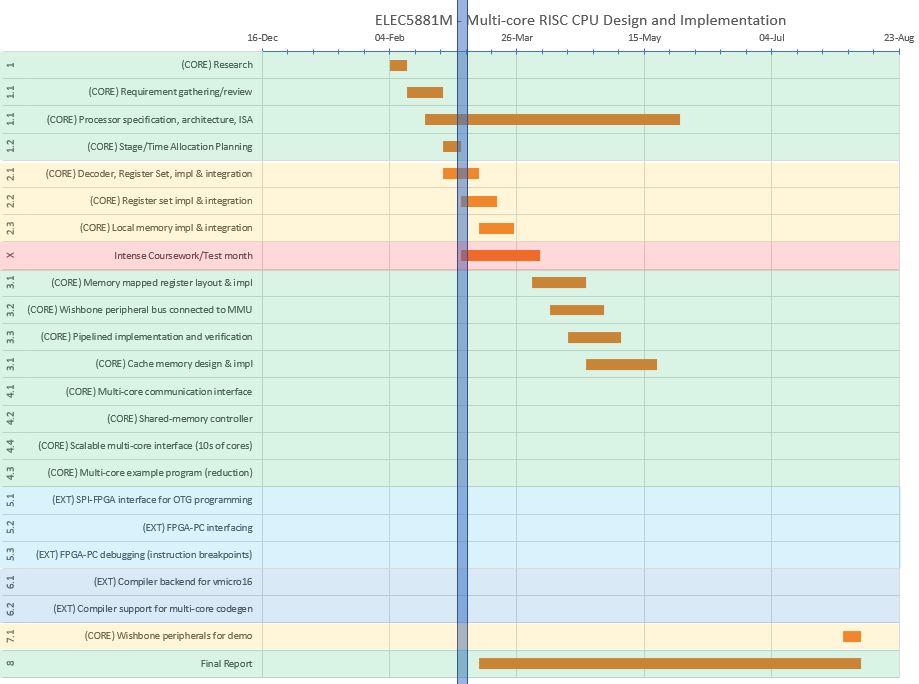 ELEC5881M - Multi-core RISC CPU Design and Implementation
16-Dec 04-Feb 26-Mar 15-May 04-Jul 23-Aug
1 (CORE) Research
1.1 (CORE) Requirement gathering/review
1.1 (CORE) Processor specification, architecture, ISA
1.2 (CORE) Stage/Time Allocation Planning
2.1 (CORE) Decoder, Register Set, impl & integration
2.2 (CORE) Register set impl & integration
2.3 (CORE) Local memory impl & integration
X Intense Coursework/Test month
3.1 (CORE) Memory mapped register layout & impl
3.2 (CORE) Wishbone peripheral bus connected to MMU
3.3 (CORE) Pipelined implementation and verification
3.1 (CORE) Cache memory design & impl
4.1 (CORE) Multi-core communication interface
4.2 (CORE) Shared-memory controller
4.4 (CORE) Scalable multi-core interface (10s of cores)
4.3 (CORE) Multi-core example program (reduction)
5.1 (EXT) SPI-FPGA interface for OTG programming
5.2 (EXT) FPGA-PC interfacing
5.3 (EXT) FPGA-PC debugging (instruction breakpoints)
6.1 (EXT) Compiler backend for vmicro16
6.2 (EXT) Compiler support for multi-core codegen
7.1 (CORE) Wishbone peripherals for demo
8 Final Report